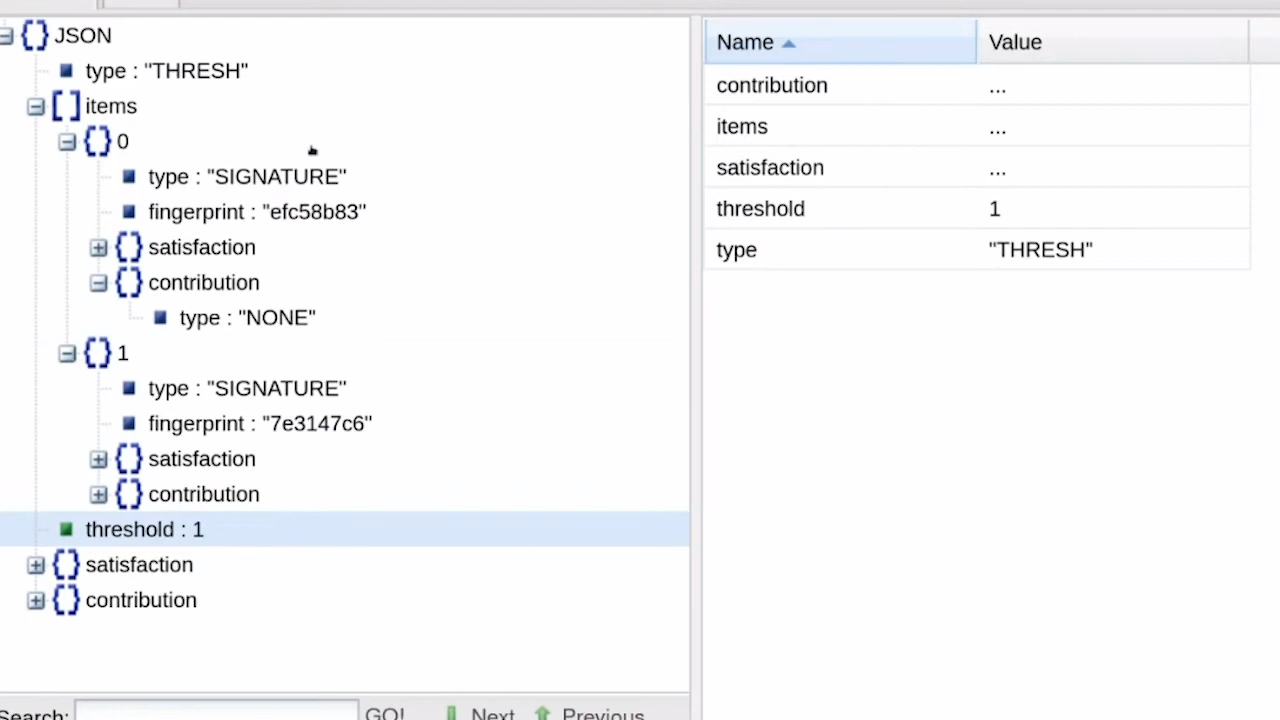 JSON
type : "THRESH"
items
0
type : "SIGNATURE"
fingerprint : "efc58b83"
satisfaction
contribution
type : "NONE"
1
type : "SIGNATURE"
fingerprint : "7e3147c6"
satisfaction
contribution
threshold : 1
satisfaction
contribution
Search: GO! Next Previous
Name Value
contribution ...
items ...
satisfaction ...
threshold 1
type "THRESH"